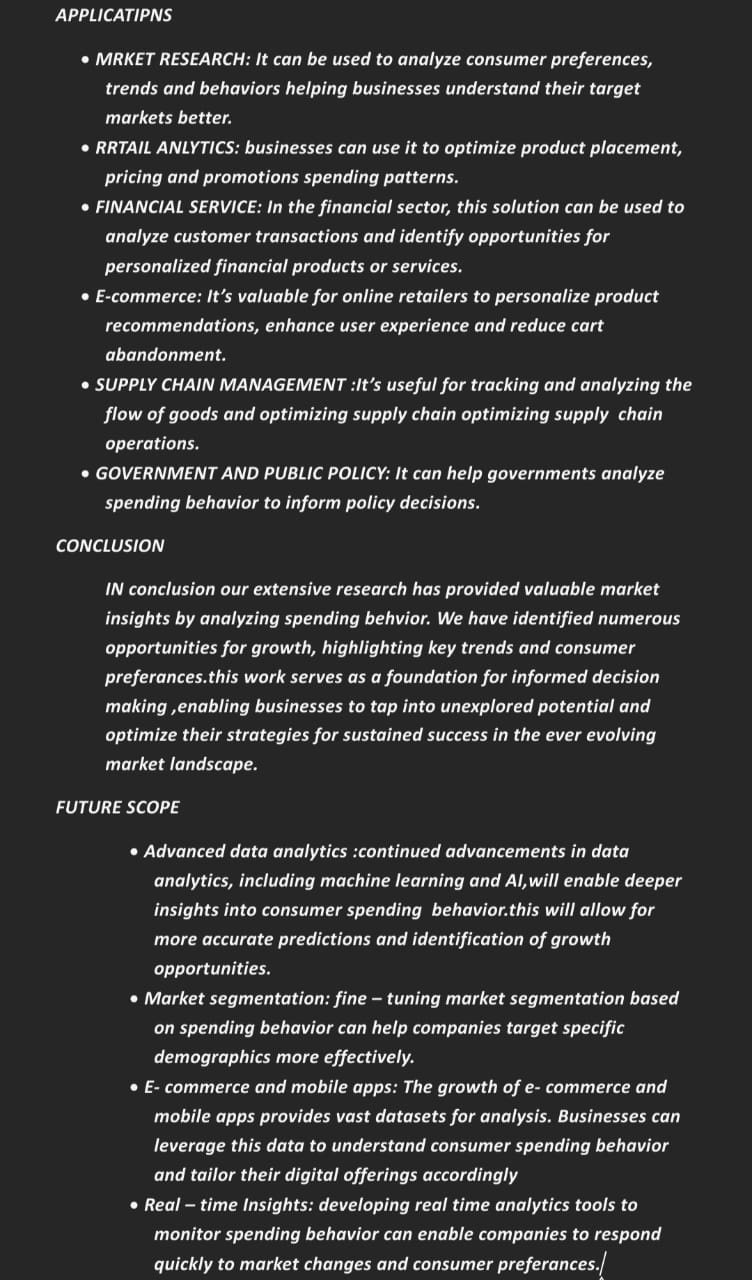 APPLICATIPNS
• MRKET RESEARCH: It can be used to analyze consumer preferences,
trends and behaviors helping businesses understand their target
markets better.
• RRTAIL ANLYTICS: businesses can use it to optimize product placement,
pricing and promotions spending patterns.
• FINANCIAL SERVICE: In the financial sector, this solution can be used to
analyze customer transactions and identify opportunities for
personalized financial products or services.
• E-commerce: It’s valuable for online retailers to personalize product
recommendations, enhance user experience and reduce cart
abandonment.
• SUPPLY CHAIN MANAGEMENT :It’s useful for tracking and analyzing the
flow of goods and optimizing supply chain optimizing supply  chain
operations.
• GOVERNMENT AND PUBLIC POLICY: It can help governments analyze
spending behavior to inform policy decisions.
CONCLUSION
IN conclusion our extensive research has provided valuable market
insights by analyzing spending behvior. We have identified numerous
opportunities for growth, highlighting key trends and consumer
preferances.this work serves as a foundation for informed decision
making ,enabling businesses to tap into unexplored potential and
optimize their strategies for sustained success in the ever evolving
market landscape.
FUTURE SCOPE
• Advanced data analytics :continued advancements in data
analytics, including machine learning and AI,will enable deeper
insights into consumer spending  behavior.this will allow for
more accurate predictions and identification of growth
opportunities.
• Market segmentation: fine – tuning market segmentation based
on spending behavior can help companies target specific
demographics more effectively.
• E- commerce and mobile apps: The growth of e- commerce and
mobile apps provides vast datasets for analysis. Businesses can
leverage this data to understand consumer spending behavior
and tailor their digital offerings accordingly
• Real – time Insights: developing real time analytics tools to
monitor spending behavior can enable companies to respond
quickly to market changes and consumer preferances.